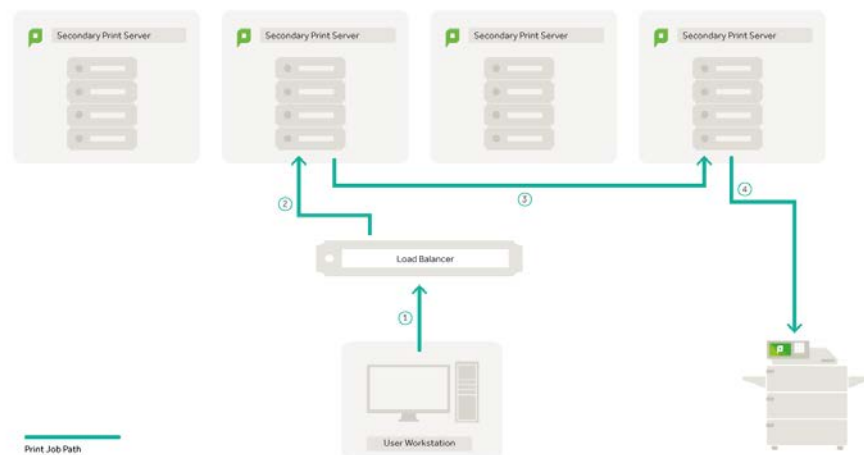 Secondary Print Server
Secondary Print Server
Secondary Print Server
Secondary Print Server
2
3
4
Load Balancer
1
User Workstation
Print Job Path